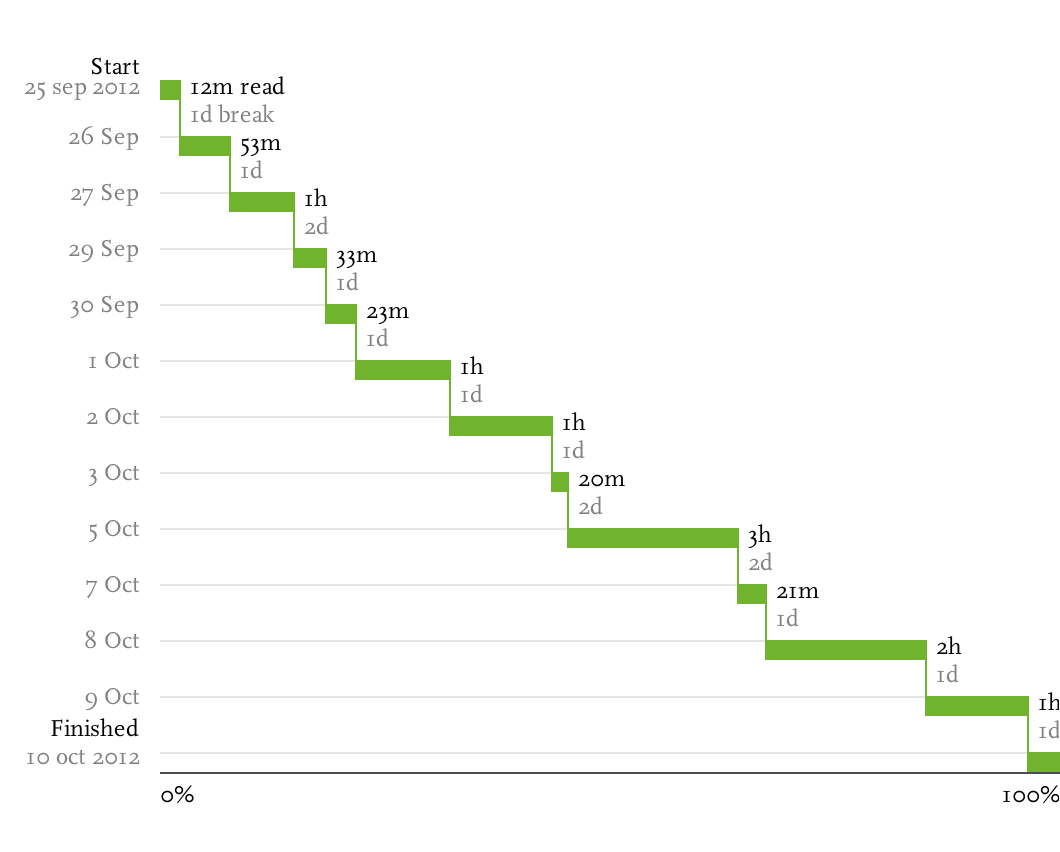 Start
25 sep 2012
12m read
1d break
26 Sep
53m
1d
27 Sep
1h
2d
29 Sep
33m
1d
30 Sep
23m
1d
1 Oct
1h
1d
2 Oct
1h
1d
3 Oct
20m
2d
5 Oct
3h
2d
7 Oct
21m
1d
8 Oct
2h
1d
9 Oct
1h
Finished
1d
10 oct 2012
0%
100%